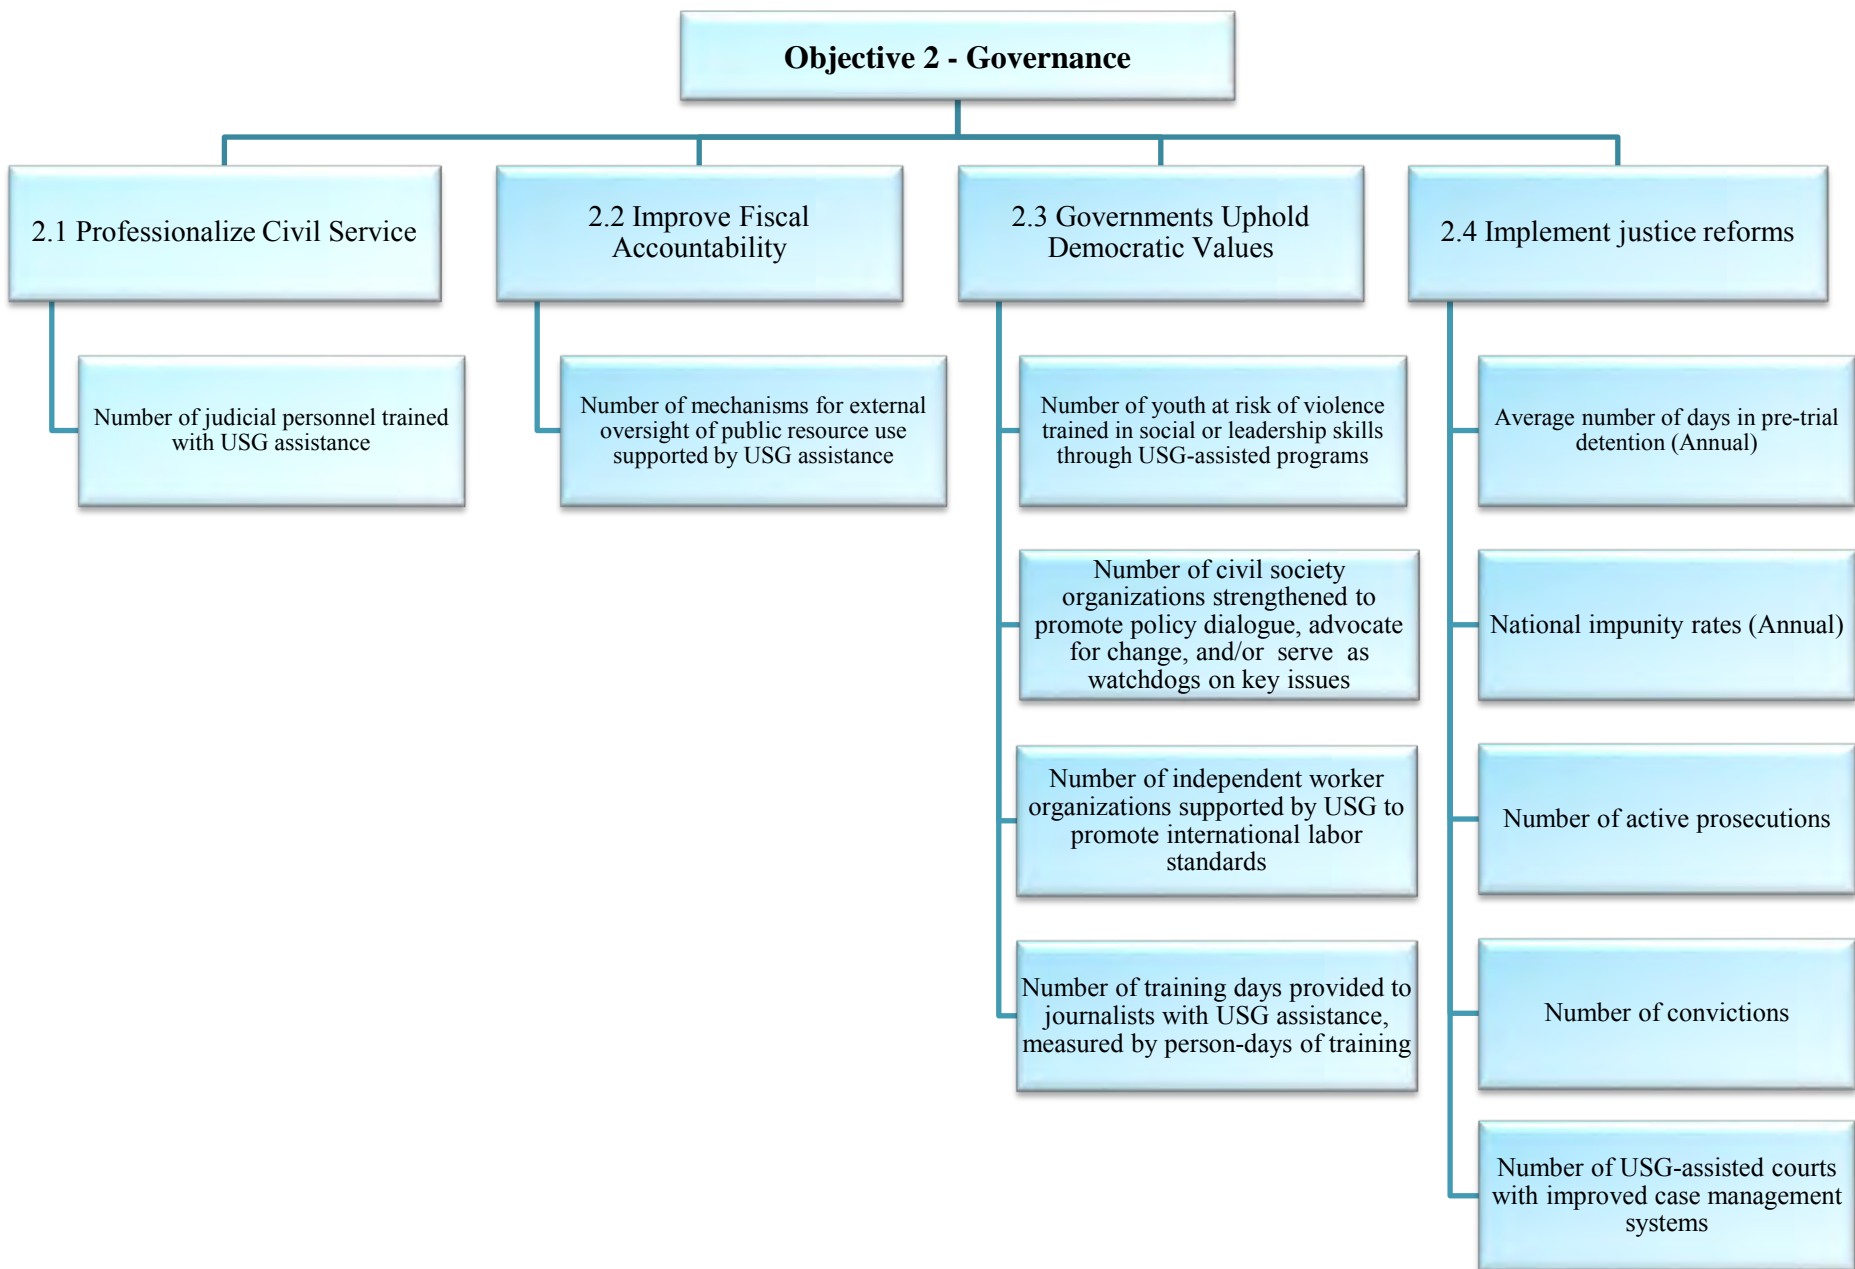 Objective 2 - Governance
2.1 Professionalize Civil Service
Number of judicial personnel trained
with USG assistance
2.2 Improve Fiscal
Accountability
Number of mechanisms for external
oversight of public resource use
supported by USG assistance
2.3 Governments Uphold
Democratic Values
Number of youth at risk of violence
trained in social or leadership skills
through USG-assisted programs
Number of civil society
organizations strengthened to
promote policy dialogue, advocate
for change, and/or serve as
watchdogs on key issues
Number of independent worker
organizations supported by USG to
promote international labor
standards
Number of training days provided to
journalists with USG assistance,
measured by person-days of training
2.4 Implement justice reforms
Average number of days in pre-trial
detention (Annual)
National impunity rates (Annual)
Number of active prosecutions
Number of convictions
Number of USG-assisted courts
with improved case management
systems